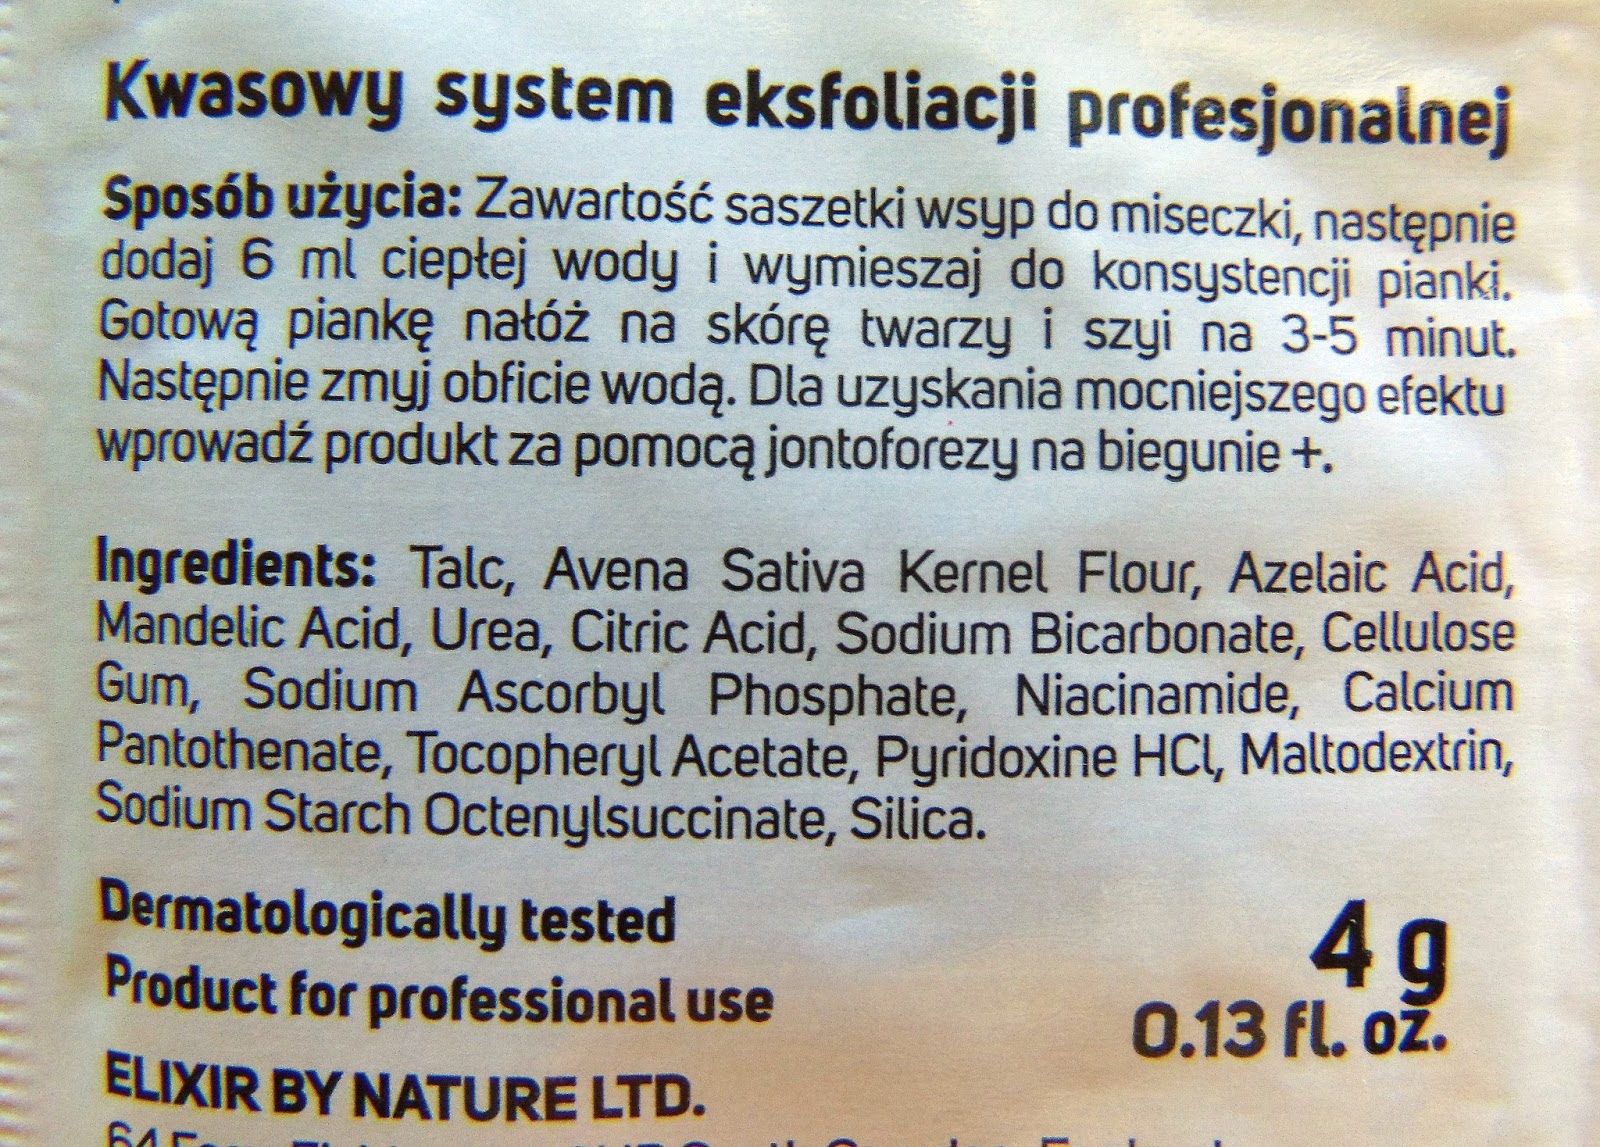 Kwasowy system eksfoliacji profesjonalnej
Sposób użycia: Zawartość saszetki wsyp do miseczki, następnie
dodaj 6 ml ciepłej wody i wymieszaj do konsystencji pianki.
Gotową piankę nałóż na skórę twarzy i szyi na 3-5 minut.
Następnie zmyj obficie wodą. Dla uzyskania mocniejszego efektu
wprowadź produkt za pomocą jontoforezy na biegunie +.
Ingredients: Talc, Avena Sativa Kernel Flour, Azelaic Acid,
Mandelic Acid, Urea, Citric Acid, Sodium Bicarbonate, Cellulose
Gum, Sodium Ascorbyl Phosphate, Niacinamide, Calcium
Pantothenate, Tocopheryl Acetate, Pyridoxine HCl, Maltodextrin,
Sodium Starch Octenylsuccinate, Silica.
Dermatologically tested
Product for professional use
4 g
0.13 fl. oz.
ELIXIR BY NATURE LTD.
64